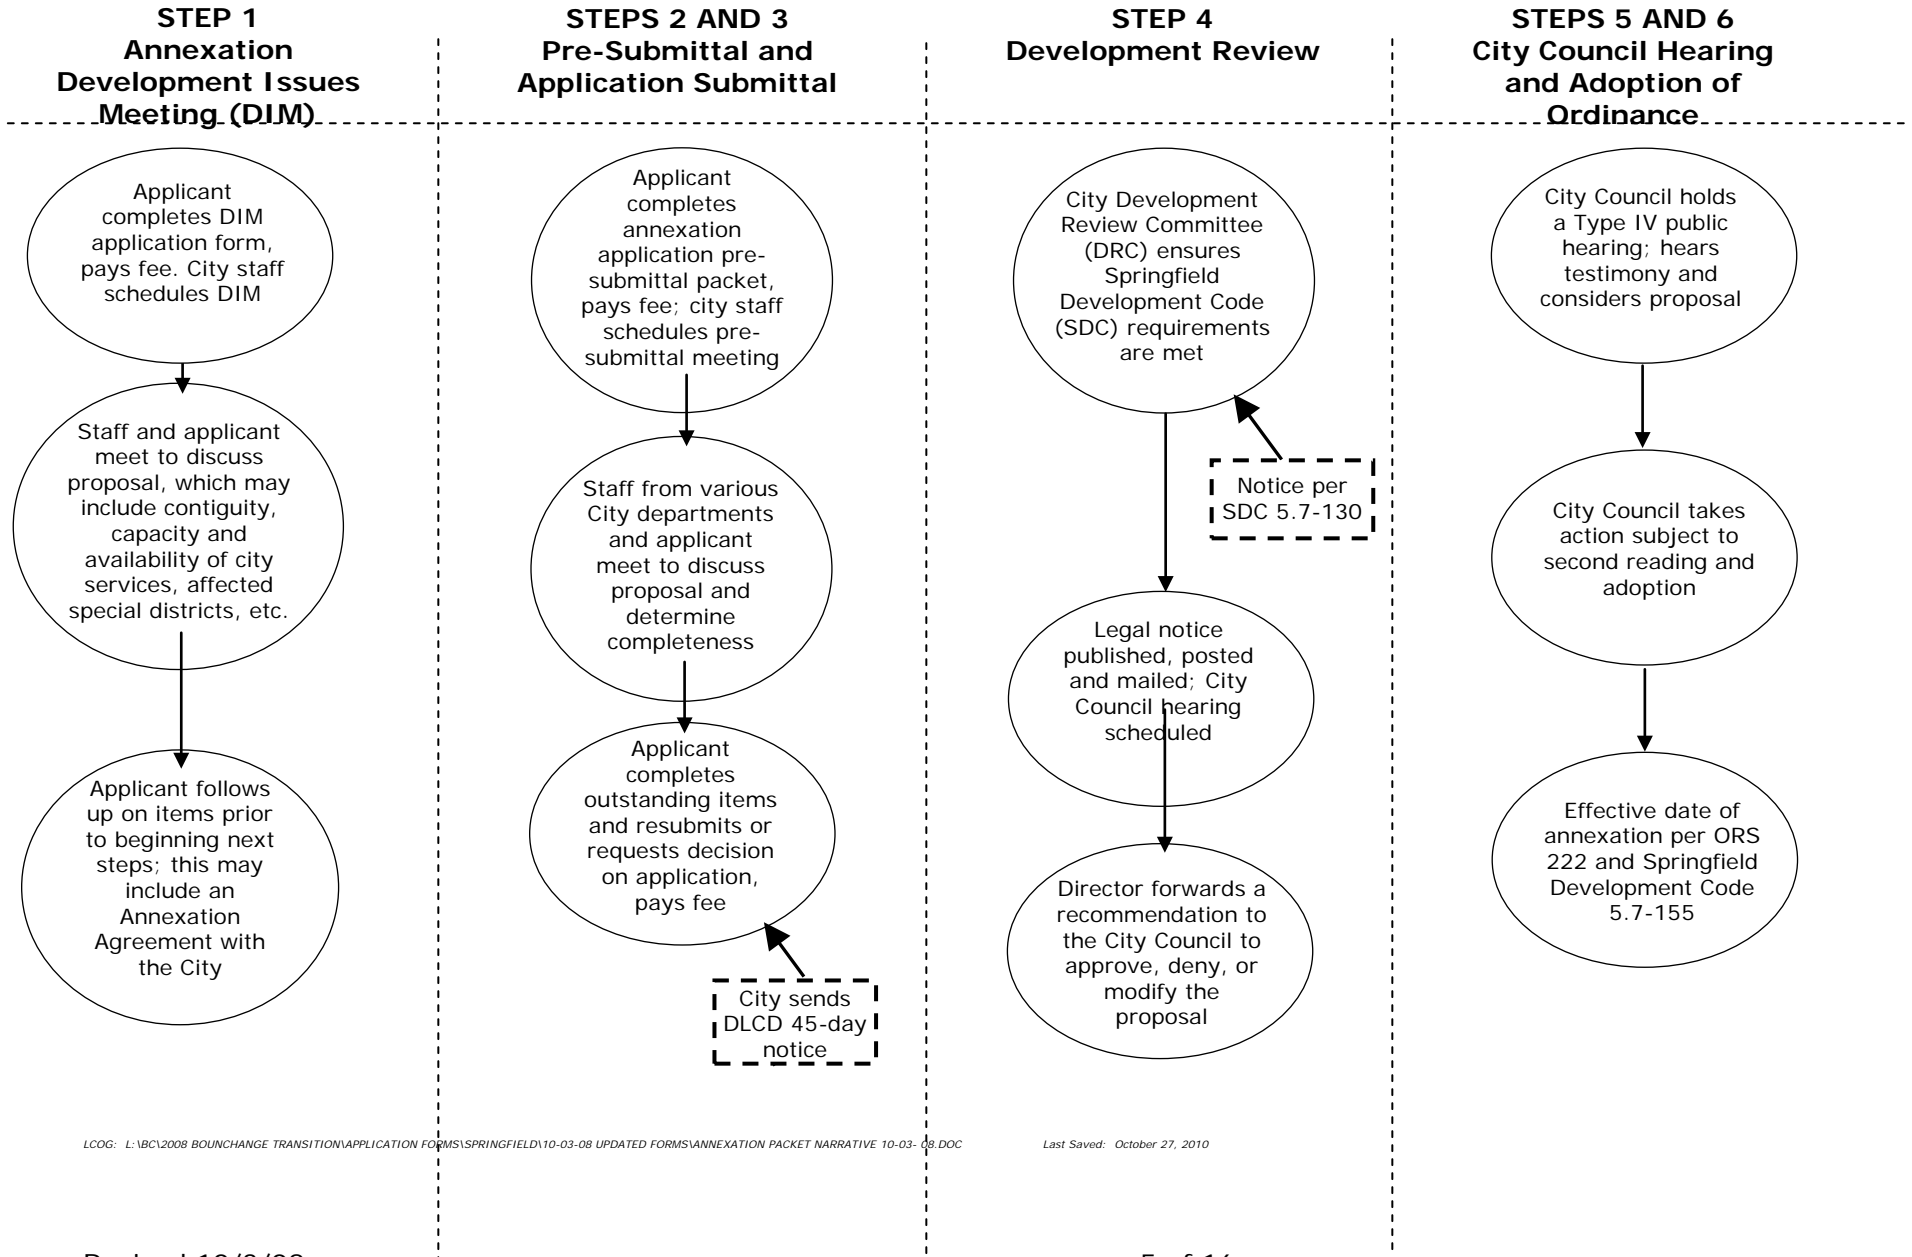 STEP 1
Annexation
Development Issues
Meeting (DIM)
Applicant
completes DIM
application form,
pays fee. City staff
schedules DIM
Staff and applicant
meet to discuss
proposal, which may
include contiguity,
capacity and
availability of city
services, affected
special districts, etc.
Applicant follows
up on items prior
to beginning next
steps; this may
include an
Annexation
Agreement with
the City
STEPS 2 AND 3
Pre-Submittal and
Application Submittal
Applicant
completes
annexation
application pre-
submittal packet,
pays fee; city staff
schedules pre-
submittal meeting
Staff from various
City departments
and applicant
meet to discuss
proposal and
determine
completeness
Applicant
completes
outstanding items
and resubmits or
requests decision
on application,
pays fee
City sends
DLCD 45-day
notice
STEP 4
Development Review
City Development
Review Committee
(DRC) ensures
Springfield
Development Code
(SDC) requirements
are met
Notice per
SDC 5.7-130
Legal notice
published, posted
and mailed; City
Council hearing
scheduled
Director forwards a
recommendation to
the City Council to
approve, deny, or
modify the
proposal
STEPS 5 AND 6
City Council Hearing
and Adoption of
Ordinance
City Council holds
a Type IV public
hearing; hears
testimony and
considers proposal
City Council takes
action subject to
second reading and
adoption
Effective date of
annexation per ORS
222 and Springfield
Development Code
5.7-155
LCOG: L:\BC\2008 BOUNCHANGE TRANSITION\APPLICATION FORMS\SPRINGFIELD\10-03-08 UPDATED FORMS\ANNEXATION PACKET NARRATIVE 10-03- 08.DOC Last Saved: October 27, 2010